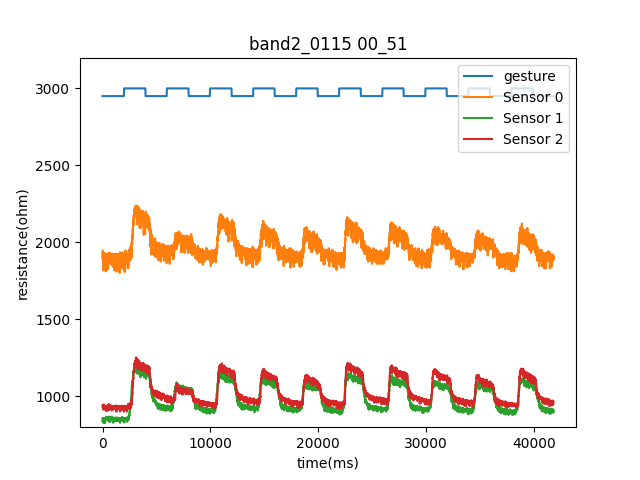 band2_0115 00_51
gesture
Sensor 0
Sensor 1
Sensor 2
3000
2500
2000
1500
1000
resistance(ohm)
0 10000 20000 30000 40000
time(ms)